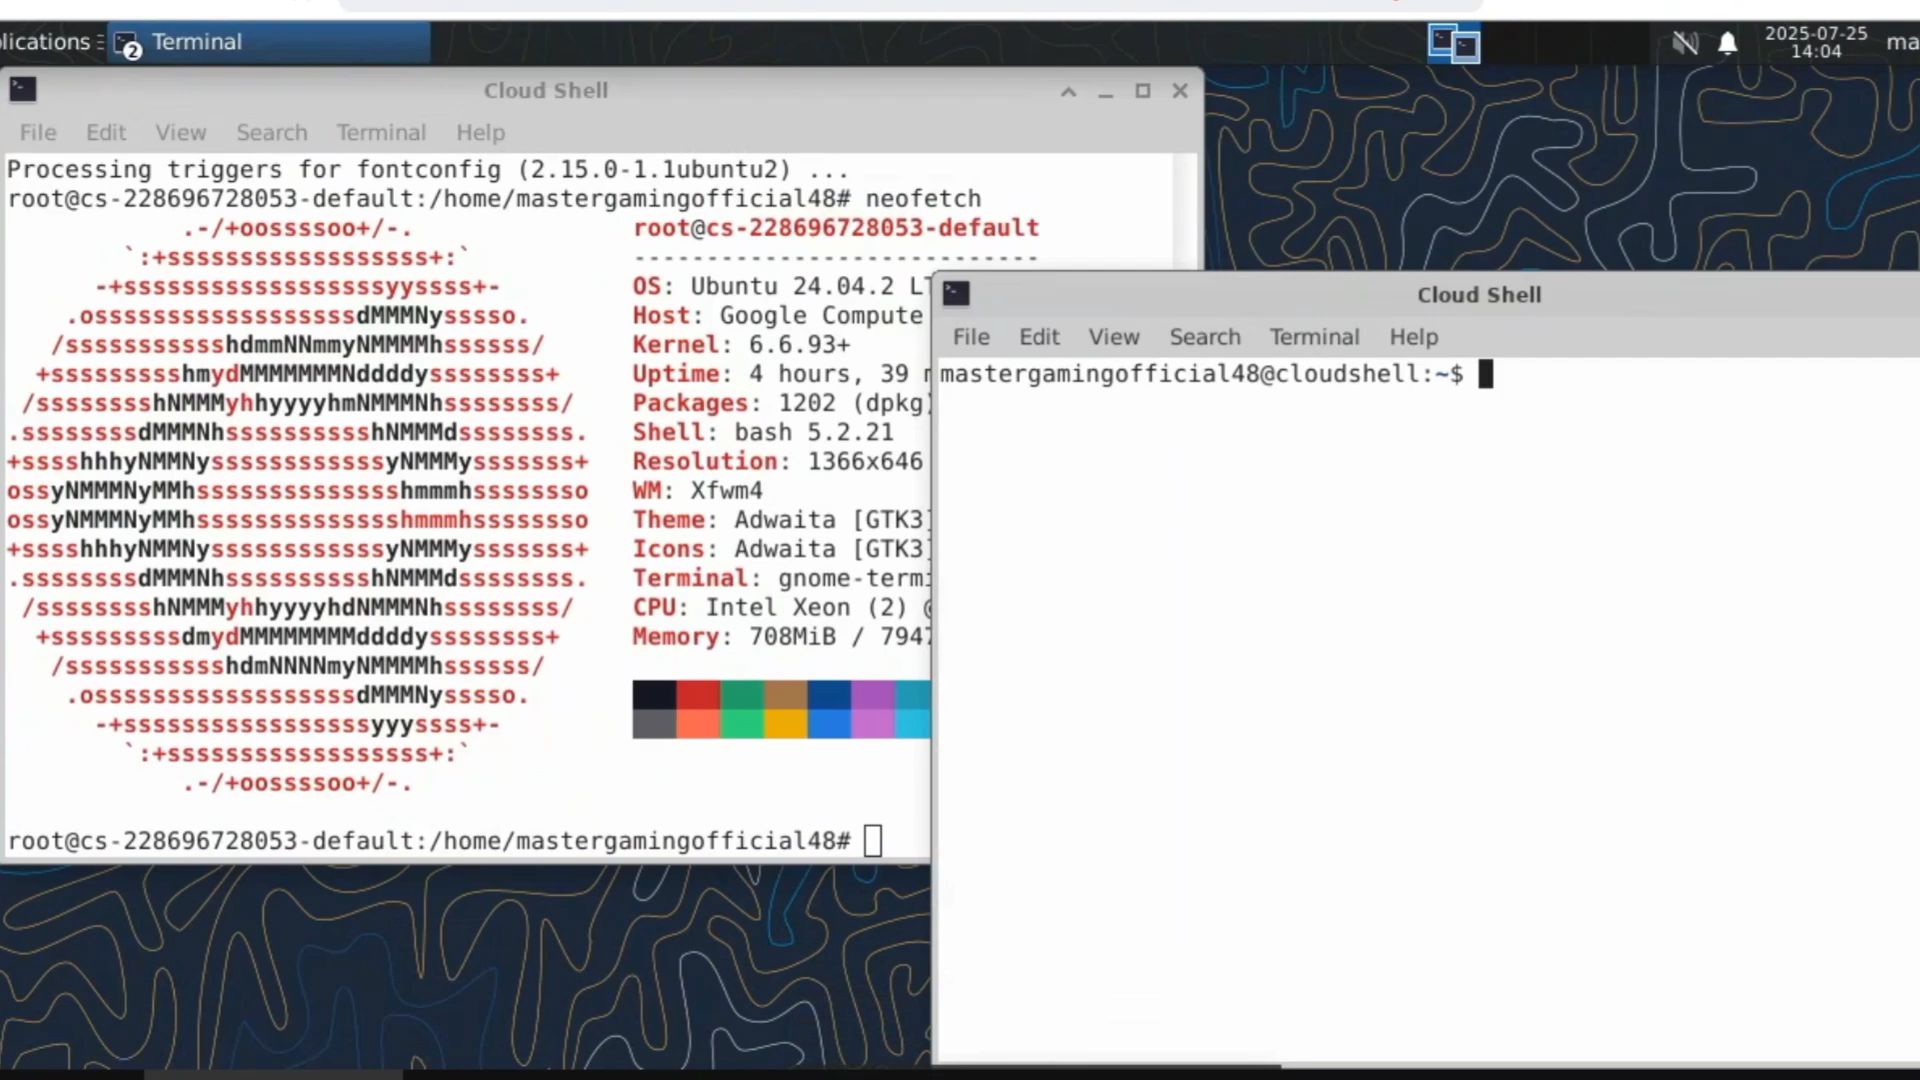 lications
2
Terminal
2025-07-25
14:04
ma
Cloud Shell
File Edit View Search Terminal Help
Processing triggers for fontconfig (2.15.0-1.1ubuntu2) ...
root@cs-228696728053-default:/home/mastergamingofficial48# neofetch
.-/+oossssoo+/-. root@cs-228696728053-default
`:+ssssssssssssssssss+:` ----------------------------
-+ssssssssssssssssssyyssss+- OS: Ubuntu 24.04.2 LT
.ossssssssssssssssssdMMMNysssso. Host: Google Compute
/ssssssssssshdmmNNmmyNMMMMhssssss/ Kernel: 6.6.93+
+ssssssssshmydMMMMMMMNddddyssssssss+ Uptime: 4 hours, 39
/sssssssshNMMMyhhyyyyhmNMMMNhssssssss/ Packages: 1202 (dpkg)
.ssssssssdMMMNhsssssssssshNMMMdssssssss. Shell: bash 5.2.21
+sssshhhyNMMNyssssssssssssyNMMMysssssss+ Resolution: 1366x646
ossyNMMMNyMMhsssssssssssssshmmmhssssssso WM: Xfwm4
ossyNMMMNyMMhsssssssssssssshmmmhssssssso Theme: Adwaita [GTK3]
+sssshhhyNMMNyssssssssssssyNMMMysssssss+ Icons: Adwaita [GTK3]
.ssssssssdMMMNhsssssssssshNMMMdssssssss. Terminal: gnome-termi
/sssssssshNMMMyhhyyyyhdNMMMNhssssssss/ CPU: Intel Xeon (2) @
+sssssssssdmydMMMMMMMMddddyssssssss+ Memory: 708MiB / 7947
/ssssssssssshdmNNNNmyNMMMMhssssss/
.ossssssssssssssssssdMMMNysssso.
-+sssssssssssssssssyyyssss+-
`:+ssssssssssssssssss+:`
.-/+oossssoo+/-.
root@cs-228696728053-default:/home/mastergamingofficial48#
Cloud Shell
File Edit View Search Terminal Help
mastergamingofficial48@cloudshell:~$